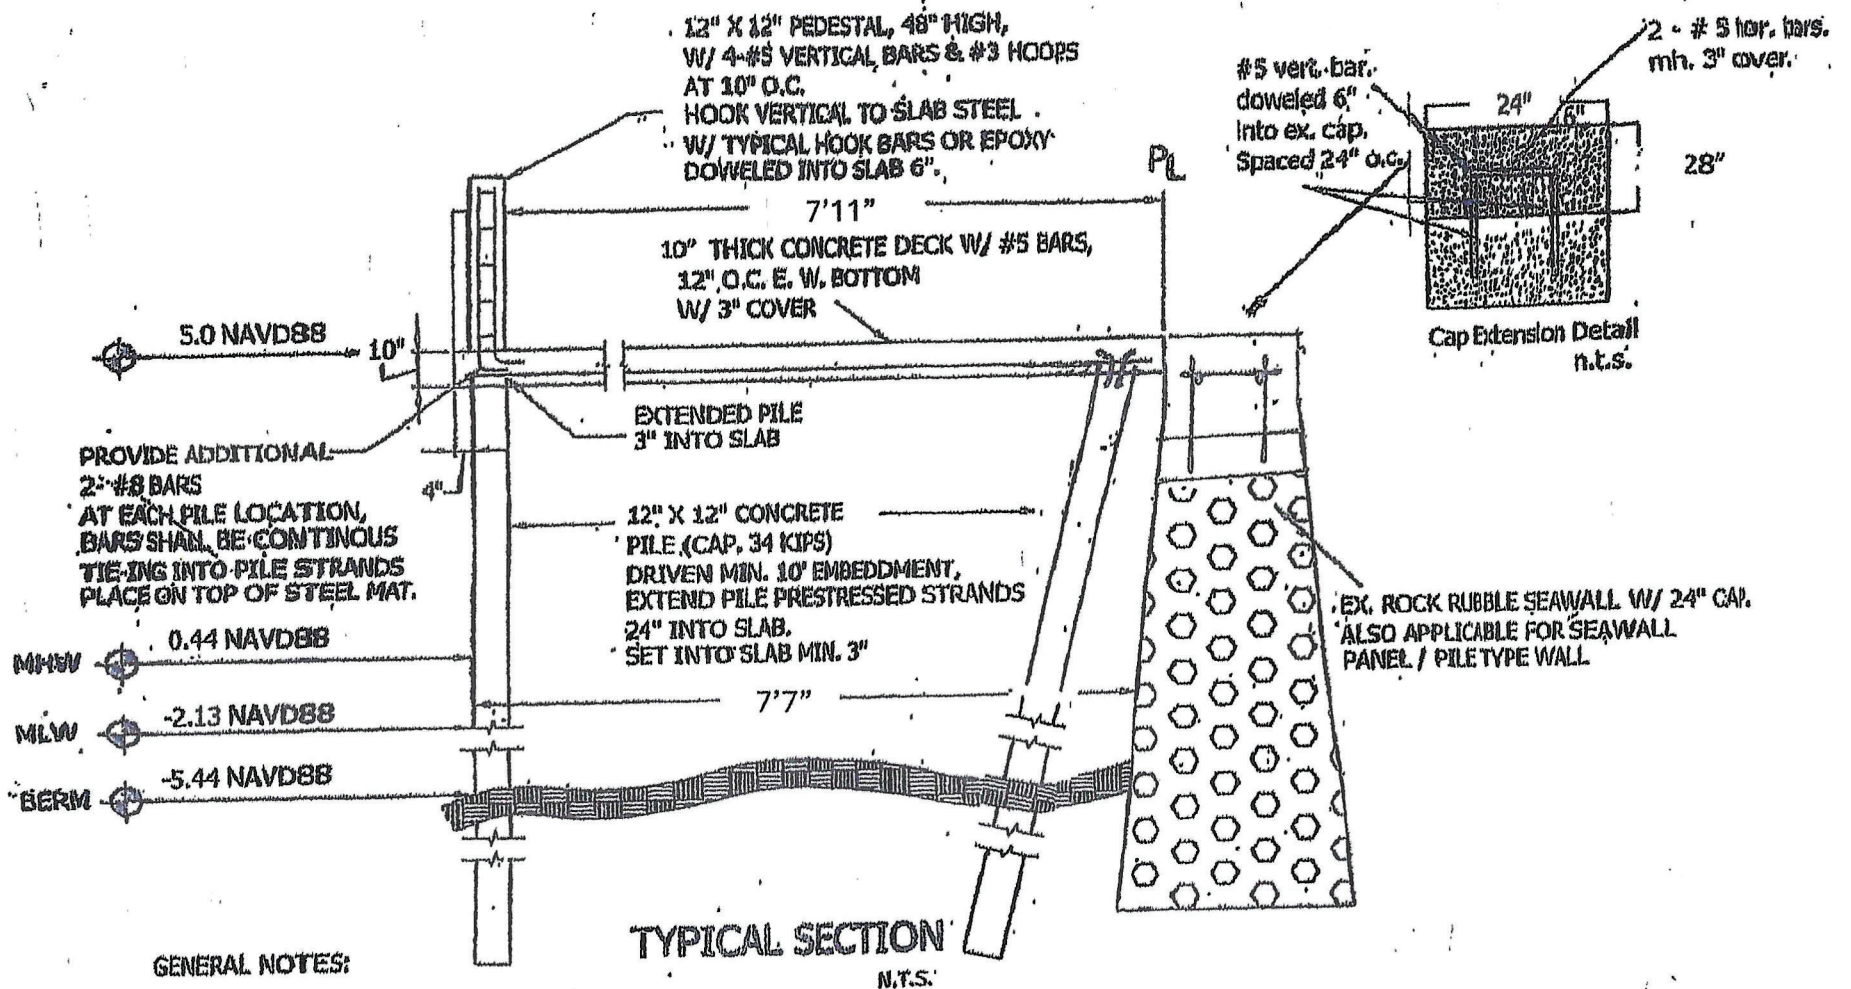 12" X 12" PEDESTAL, 48" HIGH,
W/ 4-#5 VERTICAL BARS & #3 HOOPS
AT 10" O.C.
HOOK VERTICAL TO SLAB STEEL
W/ TYPICAL HOOK BARS OR EPOXY
DOWELED INTO SLAB 6".
PL
7'11"
10" THICK CONCRETE DECK W/ #5 BARS,
12" O.C. E. W. BOTTOM
W/ 3" COVER
#5 vert. bar.
doweled 6"
into ex. cap.
Spaced 24" o.c.
2 - # 5 hor. bars.
mh. 3" cover.
24"
6"
28"
Cap Extension Detail
n.t.s.
5.0 NAVD88
10"
EXTENDED PILE
3" INTO SLAB
PROVIDE ADDITIONAL
2-#8 BARS
AT EACH PILE LOCATION,
BARS SHALL BE CONTINOUS
TIE-ING INTO PILE STRANDS
PLACE ON TOP OF STEEL MAT.
4"
12" X 12" CONCRETE
PILE (CAP. 34 KIPS)
DRIVEN MIN. 10' EMBEDDMENT,
EXTEND PILE PRESTRESSED STRANDS
24" INTO SLAB.
SET INTO SLAB MIN. 3"
EX. ROCK RUBBLE SEAWALL W/ 24" CAP.
ALSO APPLICABLE FOR SEAWALL
PANEL / PILE TYPE WALL
MHW 0.44 NAVD88
7'7"
MLW -2.13 NAVD88
BERM -5.44 NAVD88
TYPICAL SECTION
N.T.S.
GENERAL NOTES: